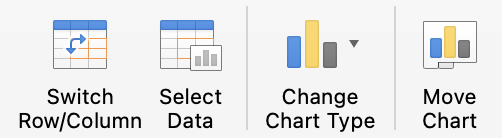 Switch
Row/Column
Select
Data
Change
Chart Type
Move
Chart